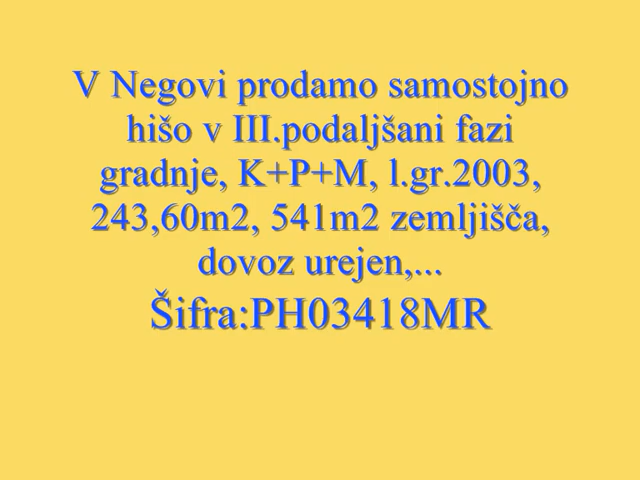 V Negovi prodamo samostojno
hišo v III.podaljšani fazi
gradnje, K+P+M, l.gr.2003,
243,60m2, 541m2 zemljišča,
dovoz urejen,...
Šifra:PH03418MR